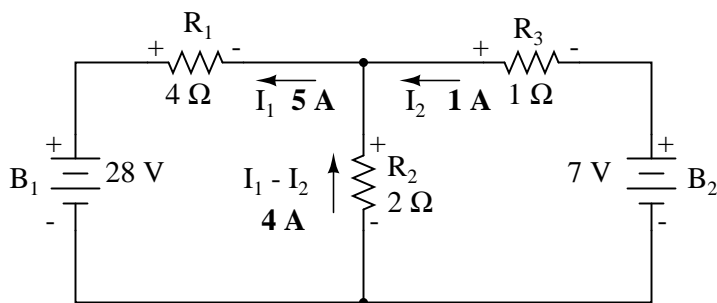 R₁
+ -
4 Ω
I₁ 5 A
R₃
+ -
1 Ω
I₂ 1 A
+
B₁ 28 V
-
I₁ - I₂
4 A
+
R₂
2 Ω
-
+
7 V B₂
-